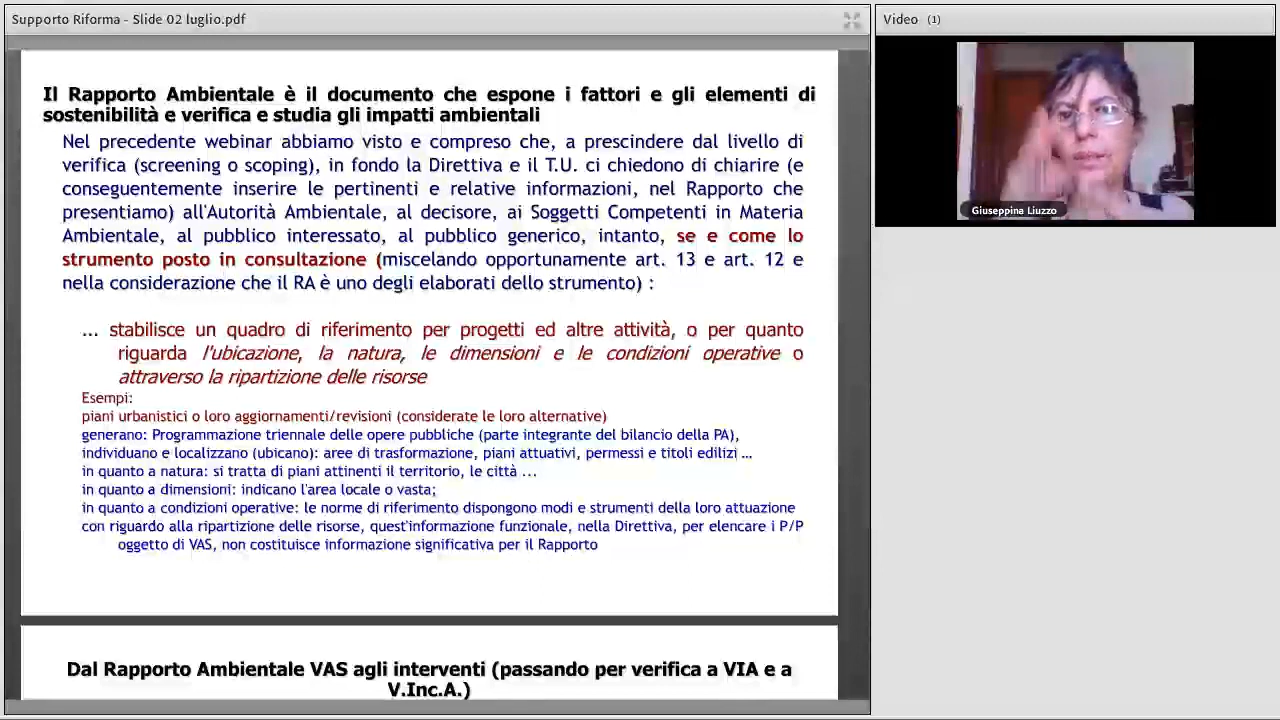 Supporto Riforma - Slide 02 luglio.pdf
Il Rapporto Ambientale è il documento che espone i fattori e gli elementi di
sostenibilità e verifica e studia gli impatti ambientali
Nel precedente webinar abbiamo visto e compreso che, a prescindere dal livello di
verifica (screening o scoping), in fondo la Direttiva e il T.U. ci chiedono di chiarire (e
conseguentemente inserire le pertinenti e relative informazioni, nel Rapporto che
presentiamo) all'Autorità Ambientale, al decisore, ai Soggetti Competenti in Materia
Ambientale, al pubblico interessato, al pubblico generico, intanto, se e come lo
strumento posto in consultazione (miscelando opportunamente art. 13 e art. 12 e
nella considerazione che il RA è uno degli elaborati dello strumento) :
... stabilisce un quadro di riferimento per progetti ed altre attività, o per quanto
riguarda l'ubicazione, la natura, le dimensioni e le condizioni operative o
attraverso la ripartizione delle risorse
Esempi:
piani urbanistici o loro aggiornamenti/revisioni (considerate le loro alternative)
generano: Programmazione triennale delle opere pubbliche (parte integrante del bilancio della PA),
individuano e localizzano (ubicano): aree di trasformazione, piani attuativi, permessi e titoli edilizi ...
in quanto a natura: si tratta di piani attinenti il territorio, le città ...
in quanto a dimensioni: indicano l'area locale o vasta;
in quanto a condizioni operative: le norme di riferimento dispongono modi e strumenti della loro attuazione
con riguardo alla ripartizione delle risorse, quest'informazione funzionale, nella Direttiva, per elencare i P/P
oggetto di VAS, non costituisce informazione significativa per il Rapporto
Dal Rapporto Ambientale VAS agli interventi (passando per verifica a VIA e a
V.Inc.A.)
Video (1)
Giuseppina Liuzzo